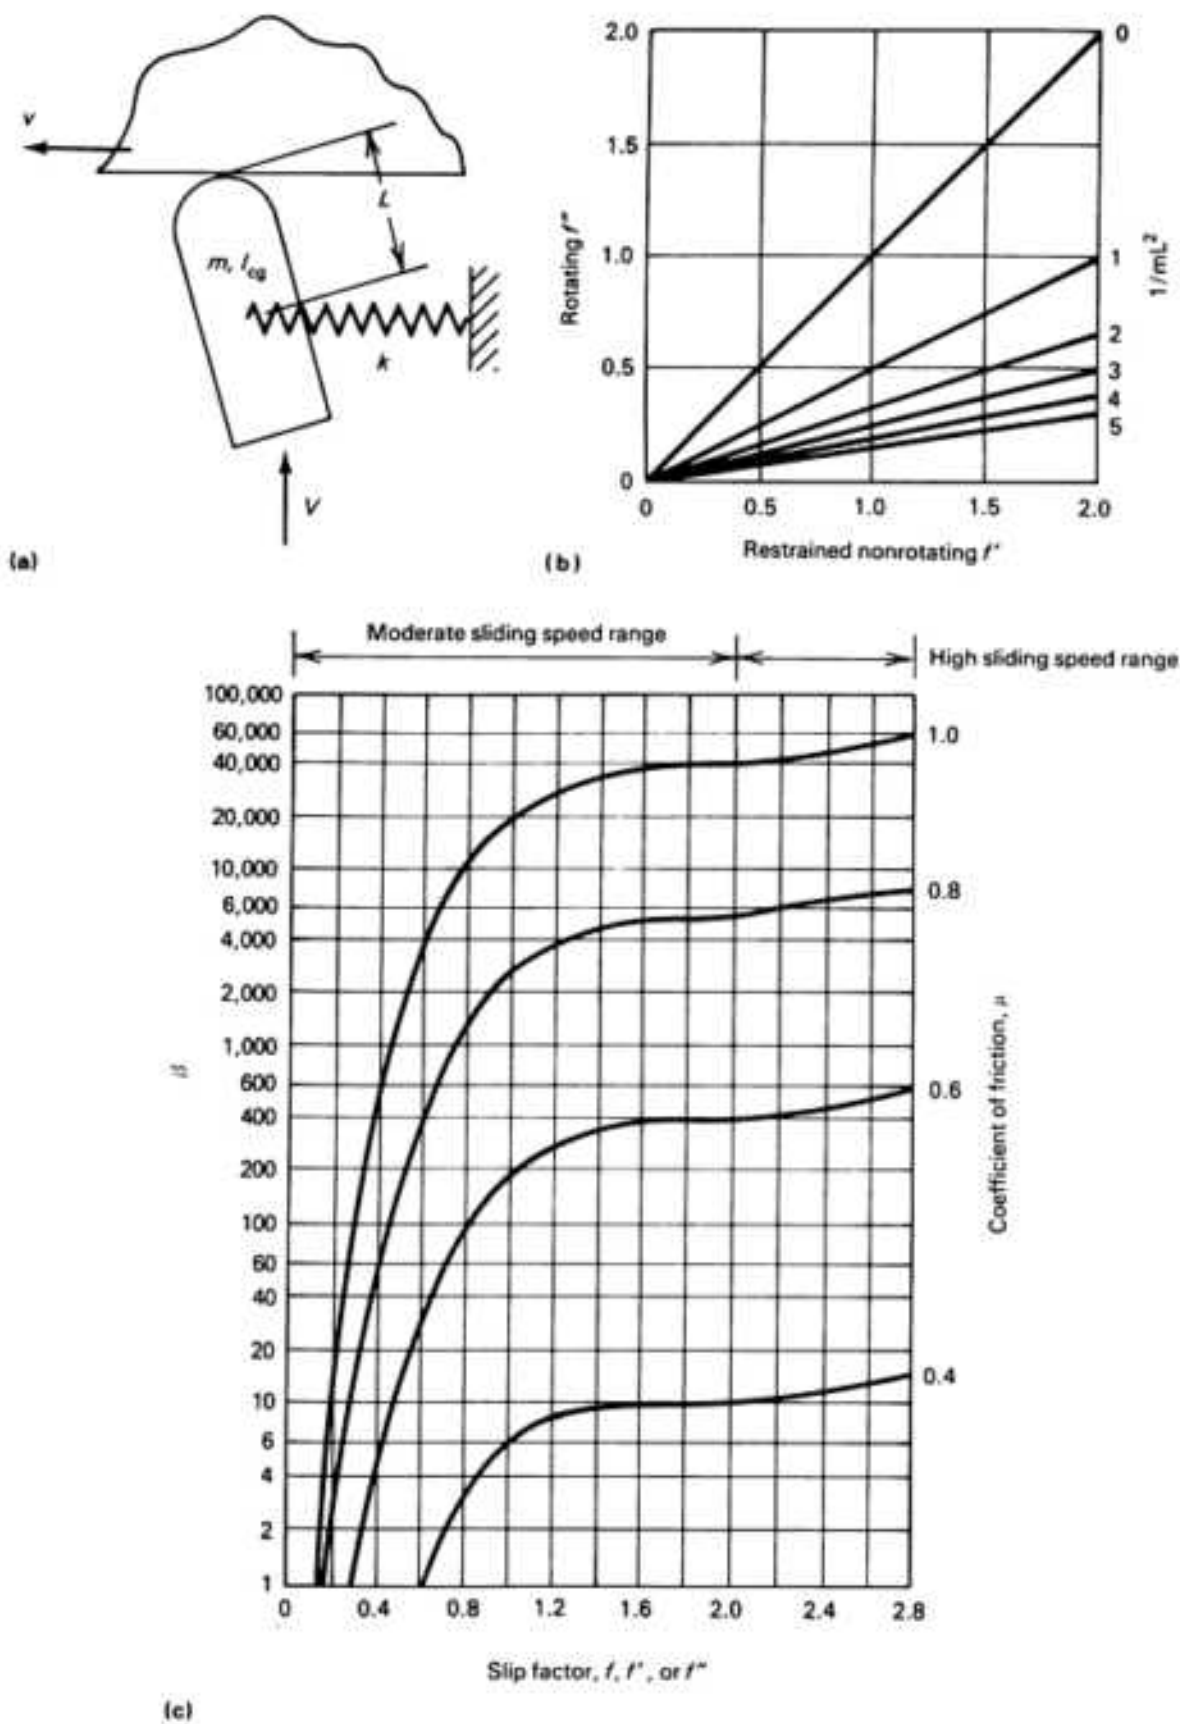 v
L
m, I_cg
k
V
(a)
2.0
1.5
1.0
0.5
0
Rotating f″
0
1
2
3
4
5
1/mL²
0 0.5 1.0 1.5 2.0
Restrained nonrotating f′
(b)
Moderate sliding speed range
High sliding speed range
100,000
60,000
40,000
20,000
10,000
6,000
4,000
2,000
1,000
600
400
200
100
60
40
20
10
6
4
2
1
β
1.0
0.8
0.6
0.4
Coefficient of friction, μ
0 0.4 0.8 1.2 1.6 2.0 2.4 2.8
Slip factor, f, f′, or f″
(c)